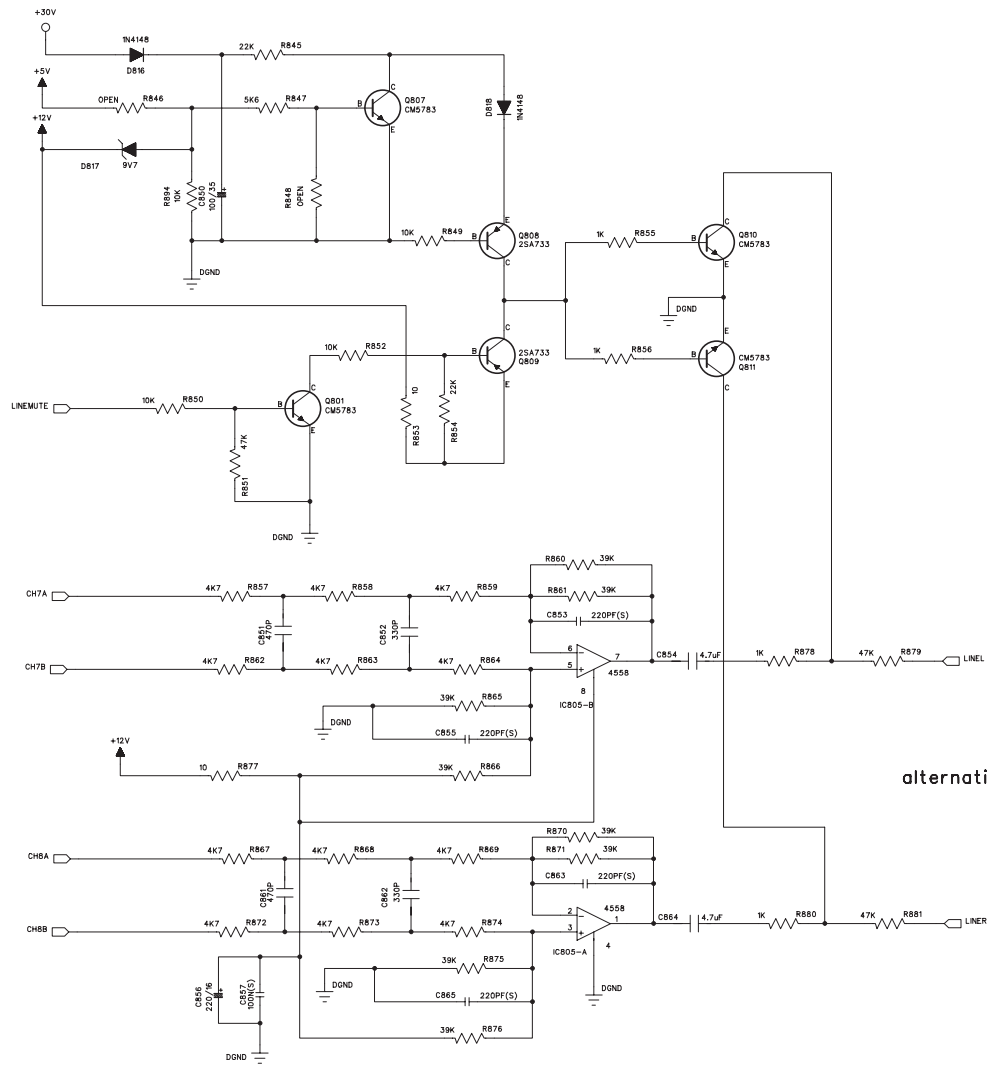 +30V
1N4148
D816
22K R845
+5V
OPEN R846
5K6 R847
B C E
Q807
CM5783
D818
1N4148
+12V
D817 9V7
R894
10K
C850
100/35
+
R848
OPEN
DGND
10K R849
B E C
Q808
2SA733
1K R855
B C E
Q810
CM5783
DGND
10K R852
B C E
2SA733
Q809
1K R856
B E C
CM5783
Q811
LINEMUTE
10K R850
B C E
Q801
CM5783
47K
R851
10
R853
22K
R854
DGND
R860 39K
CH7A
4K7 R857
4K7 R858
4K7 R859
R861 39K
C853 220PF(S)
C851
470P
C852
330P
CH7B
4K7 R862
4K7 R863
4K7 R864
6 −
5 +
7
4558
8
IC805-B
C854 4.7uF
1K R878
47K R879
LINEL
39K R865
DGND
C855 220PF(S)
+12V
10 R877
39K R866
alternati
R870 39K
CH8A
4K7 R867
4K7 R868
4K7 R869
R871 39K
C863 220PF(S)
C861
470P
C862
330P
CH8B
4K7 R872
4K7 R873
4K7 R874
2 −
3 +
4558
1
IC805-A
4
C864 4.7uF
1K R880
47K R881
LINER
39K R875
DGND
C865 220PF(S)
DGND
C856
220/16
+
C857
100N(S)
39K R876
DGND